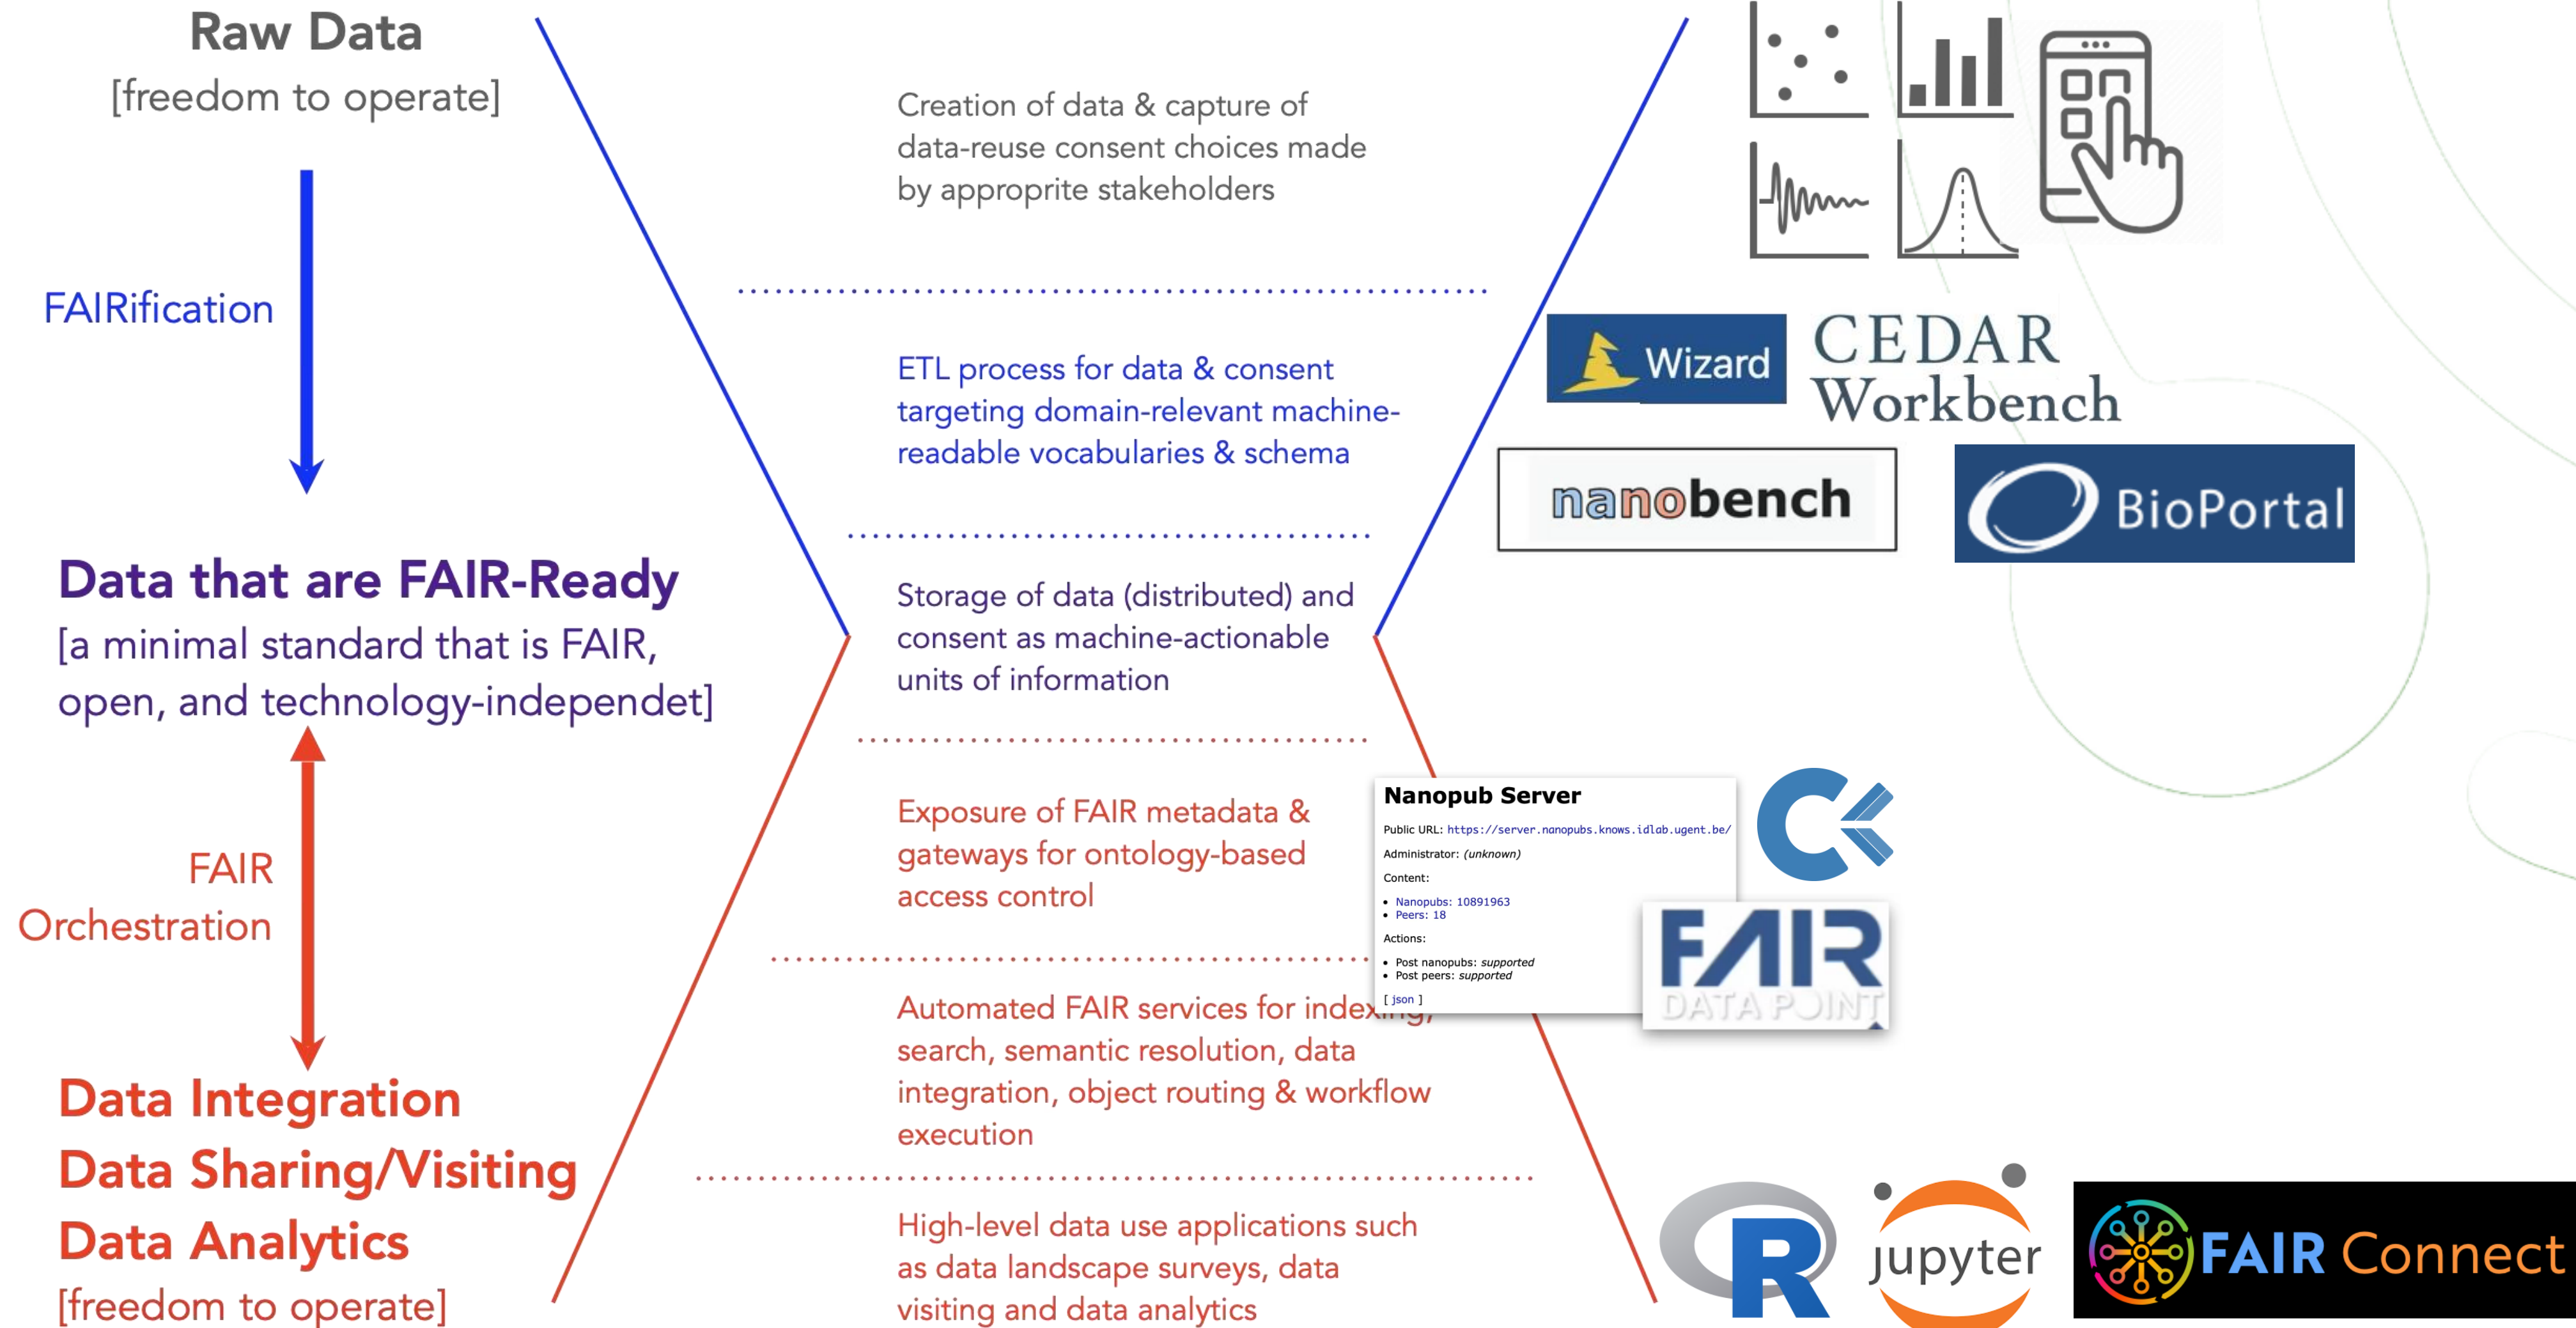 Raw Data
[freedom to operate]
FAIRification
Data that are FAIR-Ready
[a minimal standard that is FAIR,
open, and technology-independet]
FAIR
Orchestration
Data Integration
Data Sharing/Visiting
Data Analytics
[freedom to operate]
Creation of data & capture of
data-reuse consent choices made
by approprite stakeholders
ETL process for data & consent
targeting domain-relevant machine-
readable vocabularies & schema
Storage of data (distributed) and
consent as machine-actionable
units of information
Exposure of FAIR metadata &
gateways for ontology-based
access control
Automated FAIR services for indexing,
search, semantic resolution, data
integration, object routing & workflow
execution
High-level data use applications such
as data landscape surveys, data
visiting and data analytics
Wizard
CEDAR
Workbench
nanobench
BioPortal
Nanopub Server
Public URL: https://server.nanopubs.knows.idlab.ugent.be/
Administrator: (unknown)
Content:
• Nanopubs: 10891963
• Peers: 18
Actions:
• Post nanopubs: supported
• Post peers: supported
[ json ]
FAIR
DATA POINT
R
jupyter
FAIR Connect